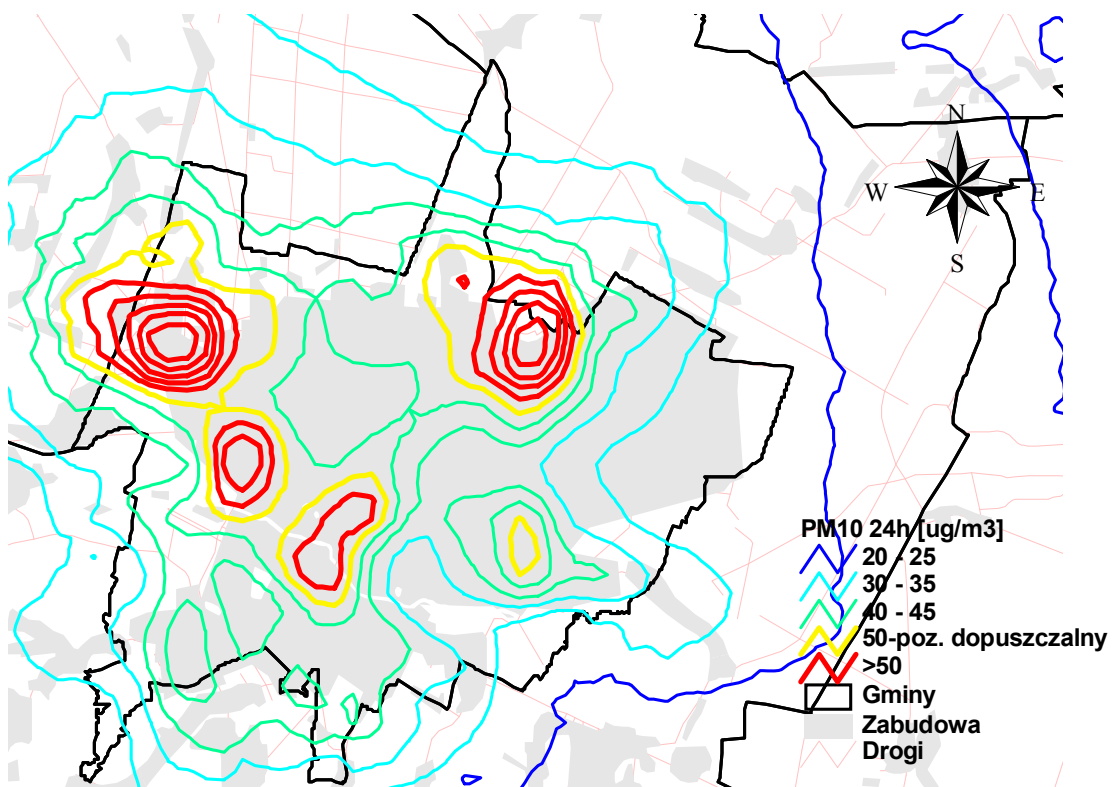 N
W
E
S
PM10 24h [ug/m3]
20 - 25
30 - 35
40 - 45
50-poz. dopuszczalny
>50
Gminy
Zabudowa
Drogi